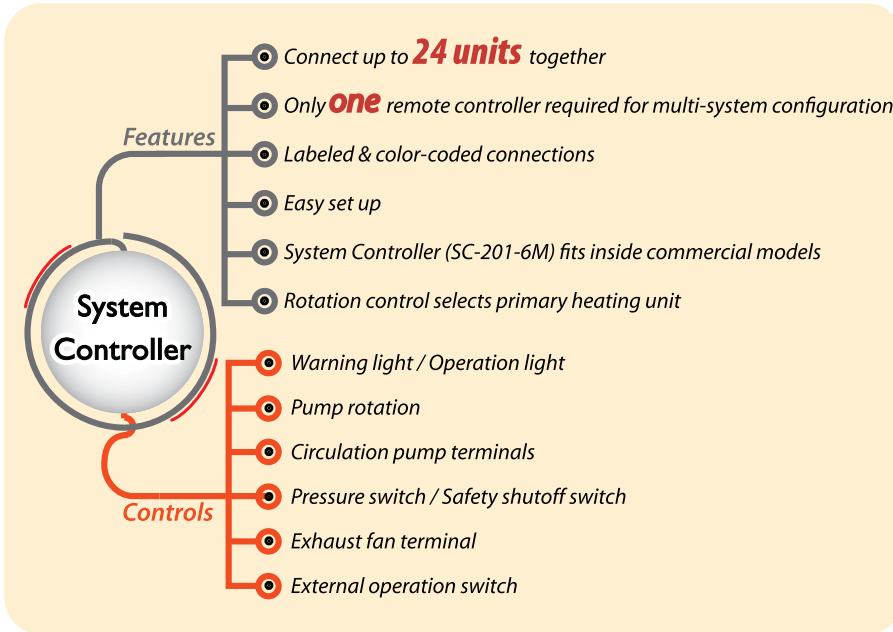 Connect up to 24 units together
Only one remote controller required for multi-system configuration
Features
Labeled & color-coded connections
Easy set up
System Controller (SC-201-6M) fits inside commercial models
Rotation control selects primary heating unit
System
Controller
Warning light / Operation light
Pump rotation
Circulation pump terminals
Pressure switch / Safety shutoff switch
Controls
Exhaust fan terminal
External operation switch